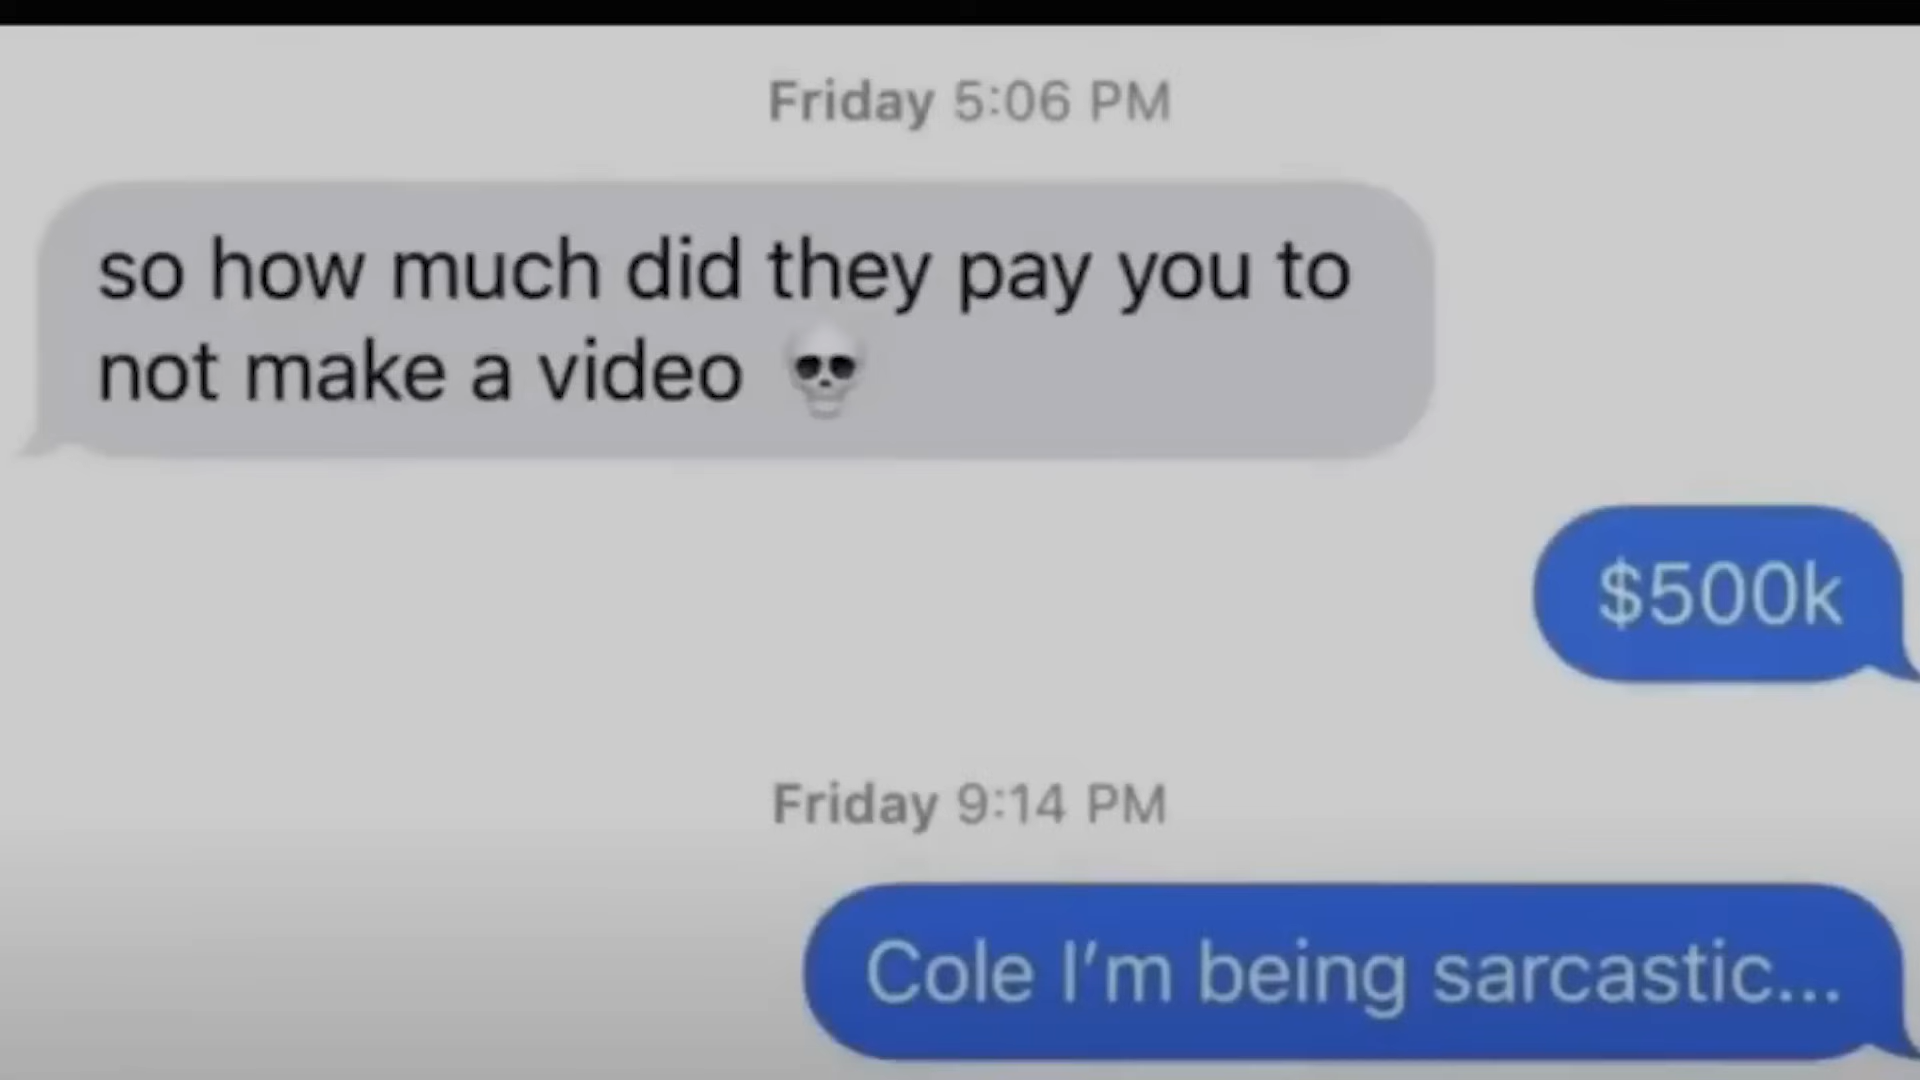 Friday 5:06 PM
so how much did they pay you to
not make a video 💀
$500k
Friday 9:14 PM
Cole I’m being sarcastic...